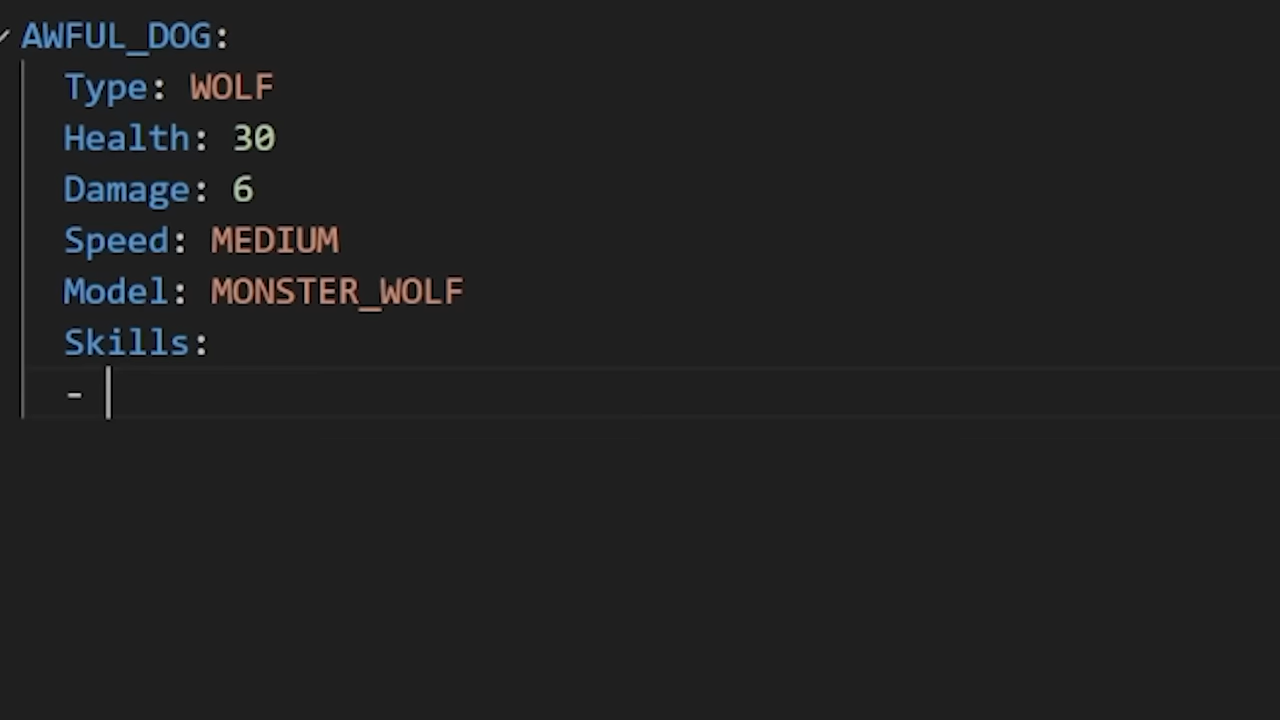 AWFUL_DOG:
Type: WOLF
Health: 30
Damage: 6
Speed: MEDIUM
Model: MONSTER_WOLF
Skills:
-